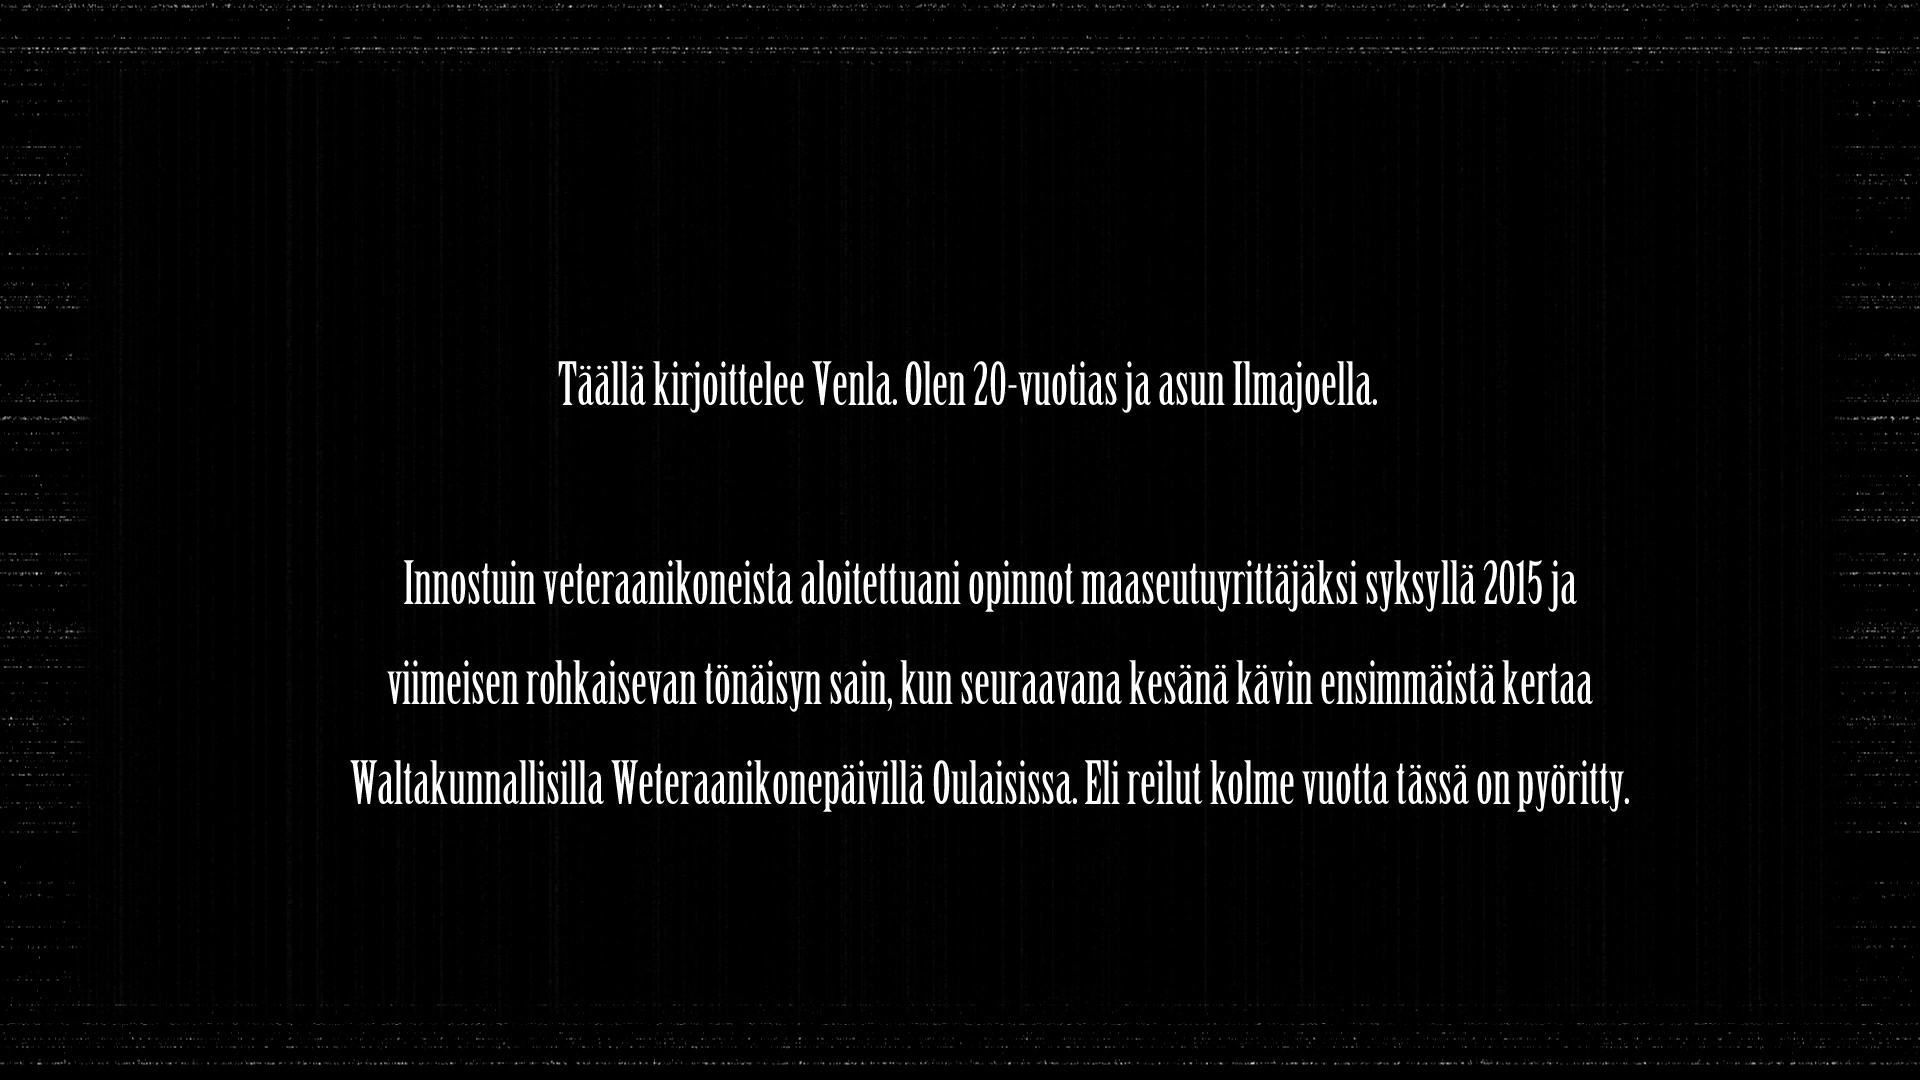 Täällä kirjoittelee Venla. Olen 20-vuotias ja asun Ilmajoella.
Innostuin veteraanikoneista aloitettuani opinnot maaseutuyrittäjäksi syksyllä 2015 ja
viimeisen rohkaisevan tönäisyn sain, kun seuraavana kesänä kävin ensimmäistä kertaa
Waltakunnallisilla Weteraanikonepäivillä Oulaisissa. Eli reilut kolme vuotta tässä on pyöritty.